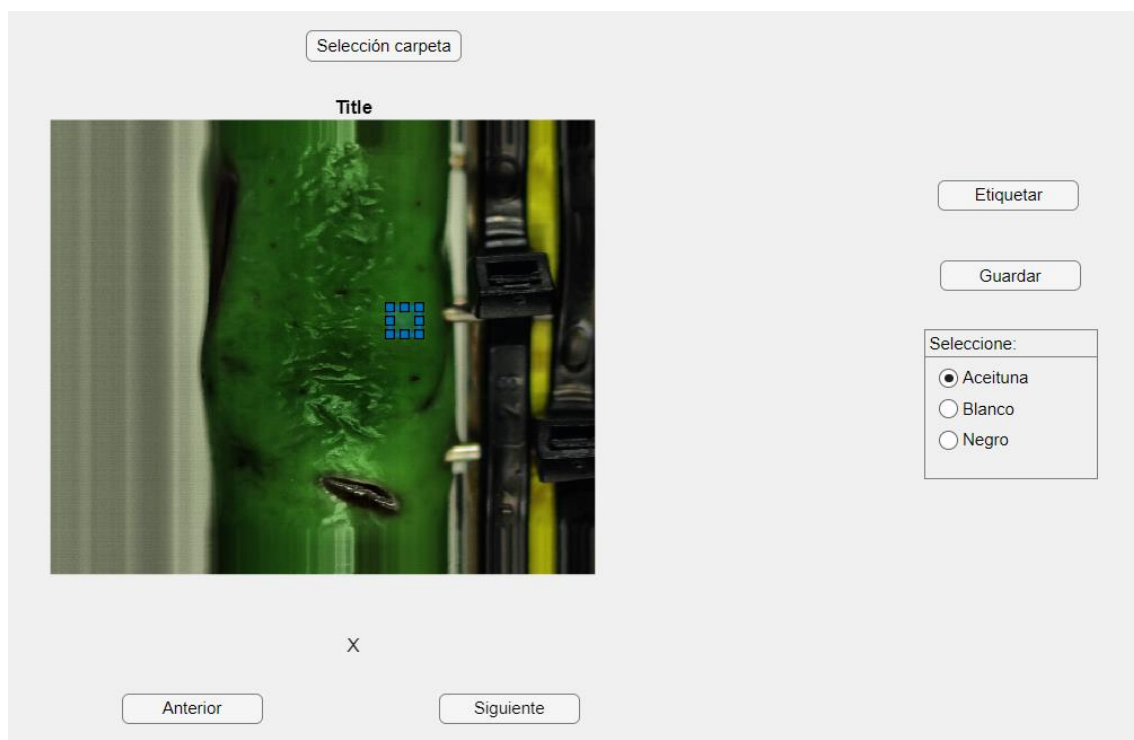 Selección carpeta
Title
Etiquetar
Guardar
Seleccione:
Aceituna
Blanco
Negro
X
Anterior
Siguiente